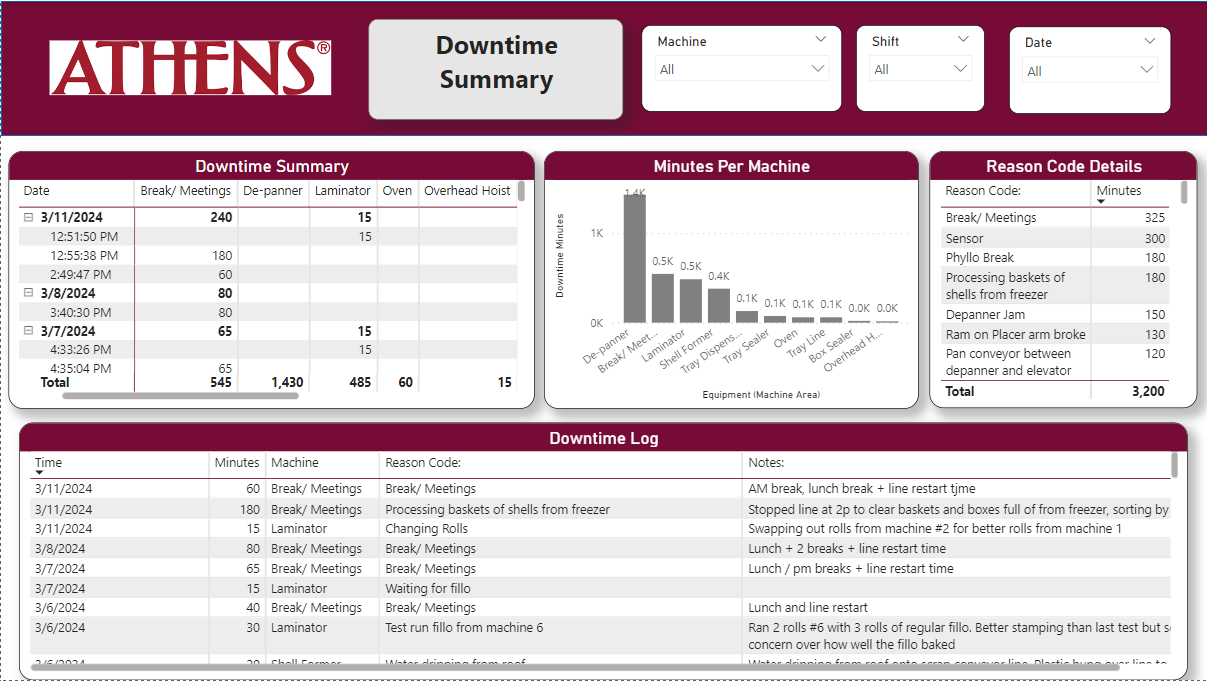 ATHENS®
Downtime
Summary
Machine
All
Shift
All
Date
All
Downtime Summary
Date Break/ Meetings De-panner Laminator Oven Overhead Hoist
3/11/2024 240 15
12:51:50 PM 15
12:55:38 PM 180
2:49:47 PM 60
3/8/2024 80
3:40:30 PM 80
3/7/2024 65 15
4:33:26 PM 15
4:35:04 PM 65
Total 545 1,430 485 60 15
Minutes Per Machine
Downtime Minutes
1K
0K
1.4K
0.5K
0.5K
0.4K
0.1K
0.1K
0.1K
0.1K
0.0K
0.0K
De-panner
Break/ Meet...
Laminator
Shell Former
Tray Dispens...
Tray Sealer
Oven
Tray Line
Box Sealer
Overhead H...
Equipment (Machine Area)
Reason Code Details
Reason Code: Minutes
Break/ Meetings 325
Sensor 300
Phyllo Break 180
Processing baskets of 180
shells from freezer
Depanner Jam 150
Ram on Placer arm broke 130
Pan conveyor between 120
depanner and elevator
Total 3,200
Downtime Log
Time Minutes Machine Reason Code: Notes:
3/11/2024 60 Break/ Meetings Break/ Meetings AM break, lunch break + line restart tjme
3/11/2024 180 Break/ Meetings Processing baskets of shells from freezer Stopped line at 2p to clear baskets and boxes full of from freezer, sorting by
3/11/2024 15 Laminator Changing Rolls Swapping out rolls from machine #2 for better rolls from machine 1
3/8/2024 80 Break/ Meetings Break/ Meetings Lunch + 2 breaks + line restart time
3/7/2024 65 Break/ Meetings Break/ Meetings Lunch / pm breaks + line restart time
3/7/2024 15 Laminator Waiting for fillo
3/6/2024 40 Break/ Meetings Break/ Meetings Lunch and line restart
3/6/2024 30 Laminator Test run fillo from machine 6 Ran 2 rolls #6 with 3 rolls of regular fillo. Better stamping than last test but
concern over how well the fillo baked
3/6/2024 Shell Former Water dripping from roof Water dripping from roof onto scrap conveyor line. Plastic hung over line to